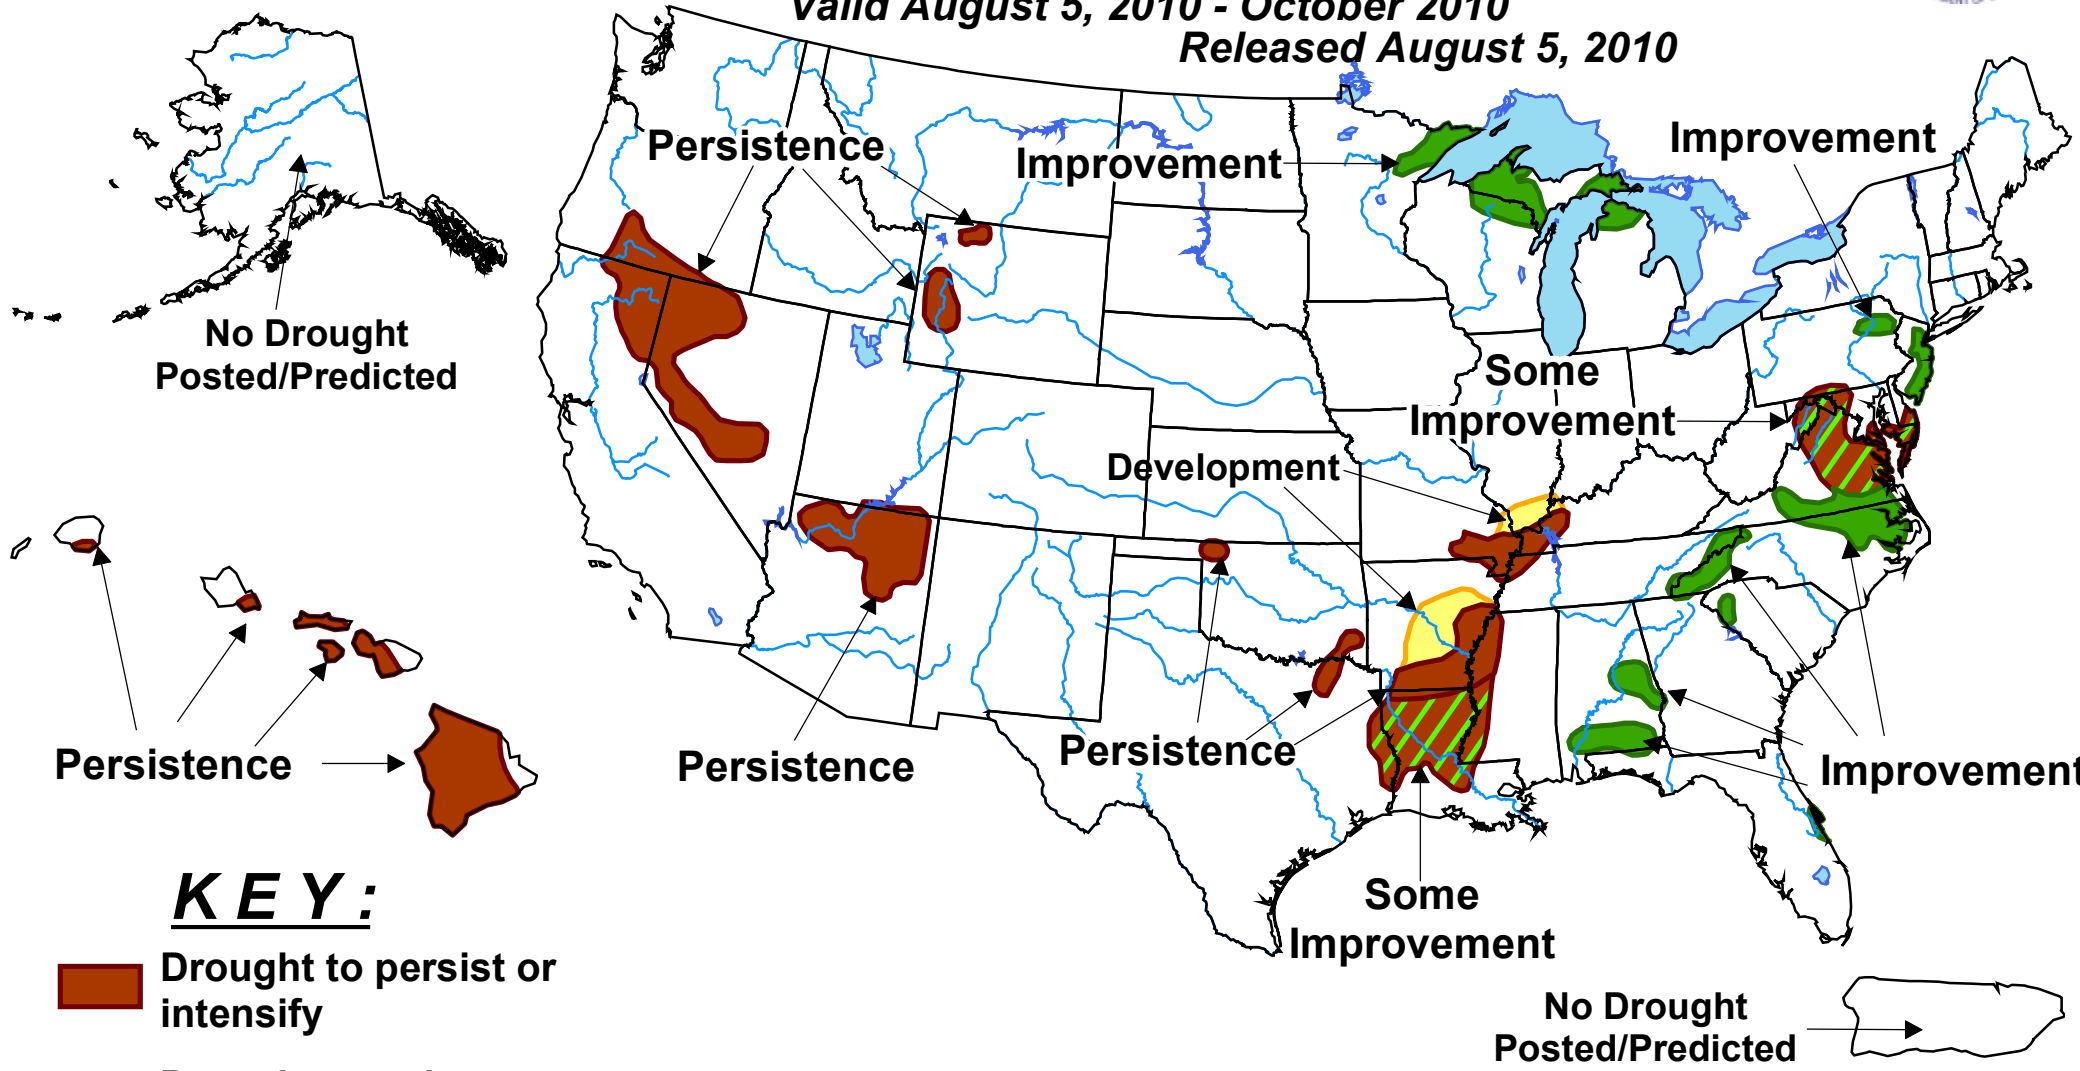 Valid August 5, 2010 - October 2010
Released August 5, 2010
Persistence
Improvement
Improvement
No Drought
Posted/Predicted
Some
Improvement
Development
Persistence
Persistence
Persistence
Improvement
Some
Improvement
KEY:
Drought to persist or
intensify
No Drought
Posted/Predicted